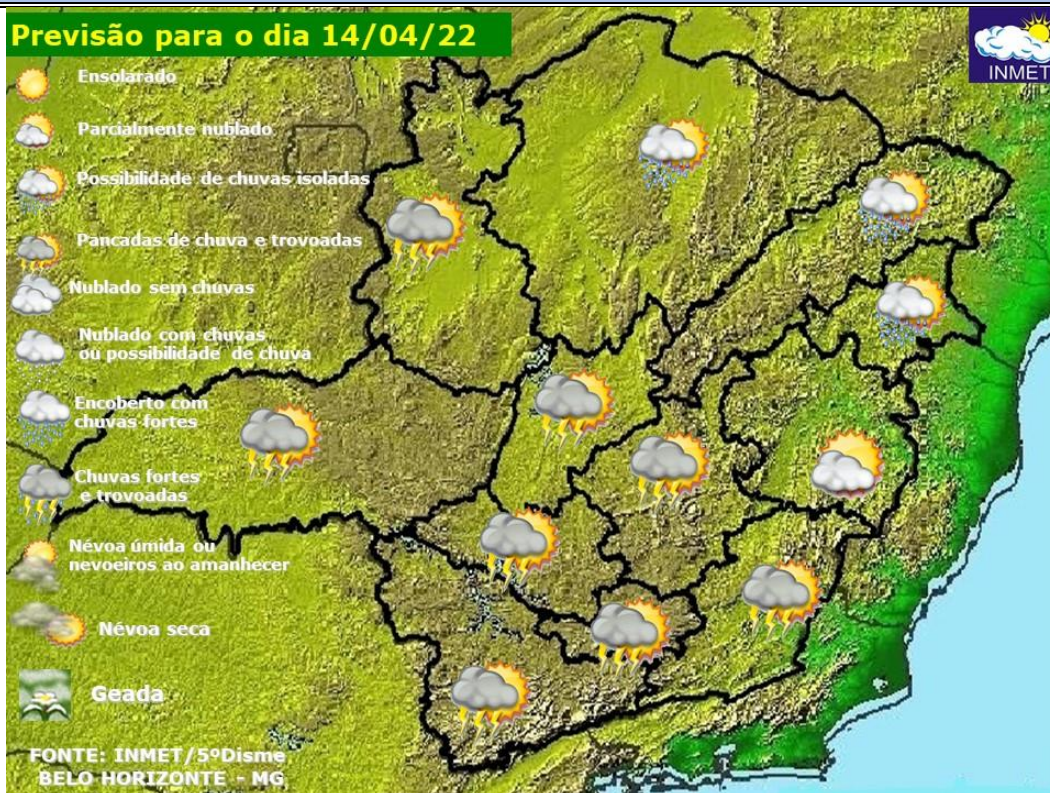 Previsão para o dia 14/04/22
INMET
Ensolarado
Parcialmente nublado
Possibilidade de chuvas isoladas
Pancadas de chuva e trovoadas
Nublado sem chuvas
Nublado com chuvas
ou possibilidade de chuva
Encoberto com
chuvas fortes
Chuvas fortes
e trovoadas
Névoa úmida ou
nevoeiros ao amanhecer
Névoa seca
Geada
FONTE: INMET/5ºDisme
BELO HORIZONTE - MG